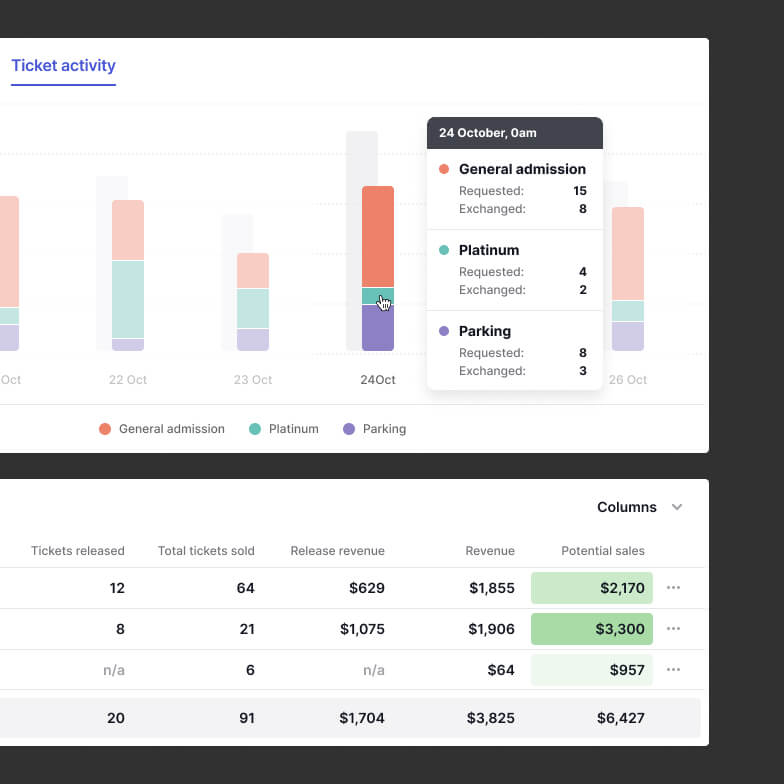 Ticket activity
24 October, 0am
General admission
Requested: 15
Exchanged: 8
Platinum
Requested: 4
Exchanged: 2
Parking
Requested: 8
Exchanged: 3
Oct 22 Oct 23 Oct 24Oct 26 Oct
General admission Platinum Parking
Columns
Tickets released Total tickets sold Release revenue Revenue Potential sales
12 64 $629 $1,855 $2,170
8 21 $1,075 $1,906 $3,300
n/a 6 n/a $64 $957
20 91 $1,704 $3,825 $6,427